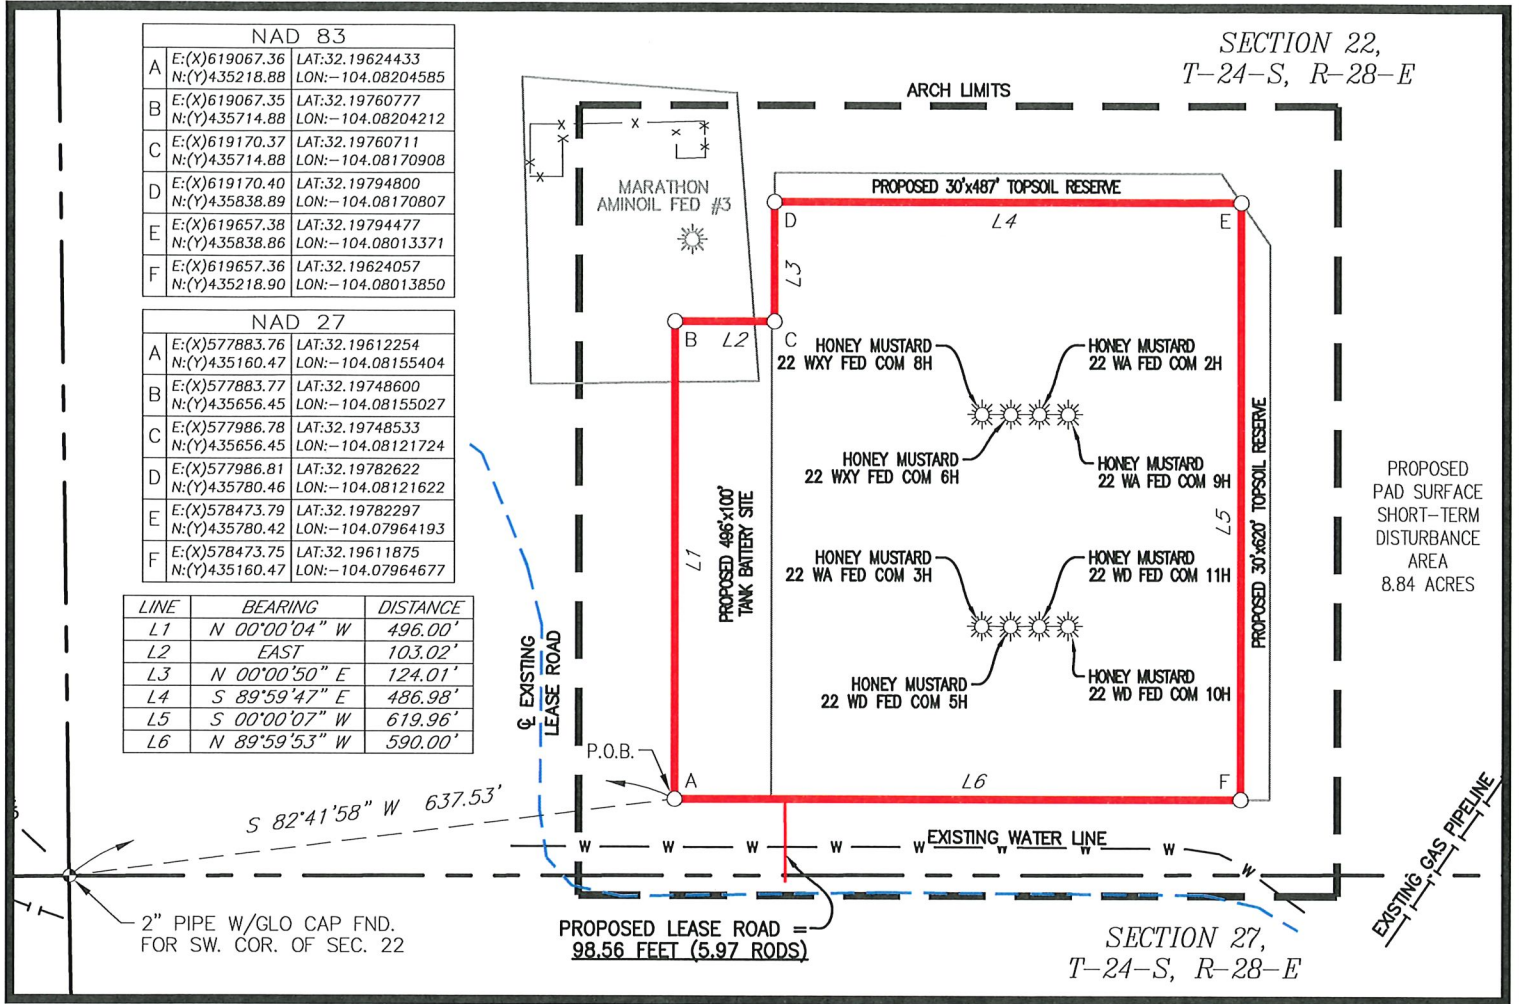 NAD 83
A E:(X)619067.36 LAT:32.19624433
N:(Y)435218.88 LON:-104.08204585
B E:(X)619067.35 LAT:32.19760777
N:(Y)435714.88 LON:-104.08204212
C E:(X)619170.37 LAT:32.19760711
N:(Y)435714.88 LON:-104.08170908
D E:(X)619170.40 LAT:32.19794800
N:(Y)435838.89 LON:-104.08170807
E E:(X)619657.38 LAT:32.19794477
N:(Y)435838.86 LON:-104.08013371
F E:(X)619657.36 LAT:32.19624057
N:(Y)435218.90 LON:-104.08013850
NAD 27
A E:(X)577883.76 LAT:32.19612254
N:(Y)435160.47 LON:-104.08155404
B E:(X)577883.77 LAT:32.19748600
N:(Y)435656.45 LON:-104.08155027
C E:(X)577986.78 LAT:32.19748533
N:(Y)435656.45 LON:-104.08121724
D E:(X)577986.81 LAT:32.19782622
N:(Y)435780.46 LON:-104.08121622
E E:(X)578473.79 LAT:32.19782297
N:(Y)435780.42 LON:-104.07964193
F E:(X)578473.75 LAT:32.19611875
N:(Y)435160.47 LON:-104.07964677
LINE BEARING DISTANCE
L1 N 00°00'04" W 496.00'
L2 EAST 103.02'
L3 N 00°00'50" E 124.01'
L4 S 89°59'47" E 486.98'
L5 S 00°00'07" W 619.96'
L6 N 89°59'53" W 590.00'
SECTION 22,
T-24-S, R-28-E
ARCH LIMITS
MARATHON
AMINOIL FED #3
PROPOSED 30'x487' TOPSOIL RESERVE
D
L4
E
L3
B
L2
C
HONEY MUSTARD
22 WXY FED COM 8H
HONEY MUSTARD
22 WA FED COM 2H
HONEY MUSTARD
22 WXY FED COM 6H
HONEY MUSTARD
22 WA FED COM 9H
L1
PROPOSED 496'x100'
TANK BATTERY SITE
L5
PROPOSED 30'x620' TOPSOIL RESERVE
HONEY MUSTARD
22 WA FED COM 3H
HONEY MUSTARD
22 WD FED COM 11H
HONEY MUSTARD
22 WD FED COM 5H
HONEY MUSTARD
22 WD FED COM 10H
PROPOSED
PAD SURFACE
SHORT-TERM
DISTURBANCE
AREA
8.84 ACRES
℄ EXISTING
LEASE ROAD
P.O.B.
A
L6
F
S 82°41'58" W 637.53'
W W W W W EXISTING WATER LINE W W W
EXISTING GAS PIPELINE
2" PIPE W/GLO CAP FND.
FOR SW. COR. OF SEC. 22
PROPOSED LEASE ROAD =
98.56 FEET (5.97 RODS)
SECTION 27,
T-24-S, R-28-E